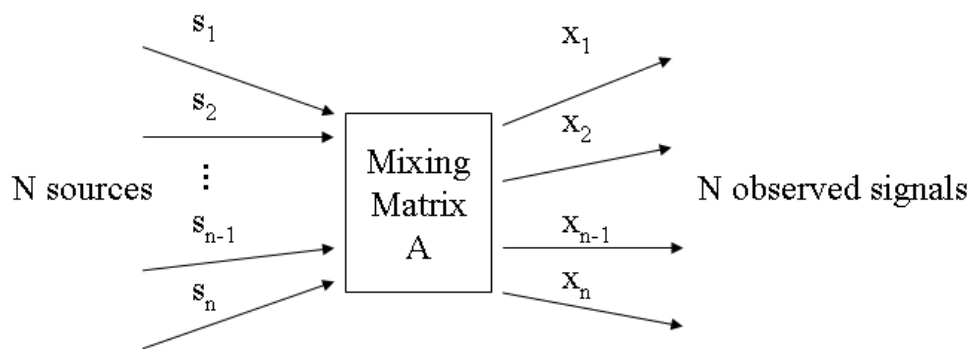 s₁
x₁
s₂
x₂
⋮
Mixing
Matrix
A
N sources
N observed signals
sₙ₋₁
xₙ₋₁
sₙ
xₙ